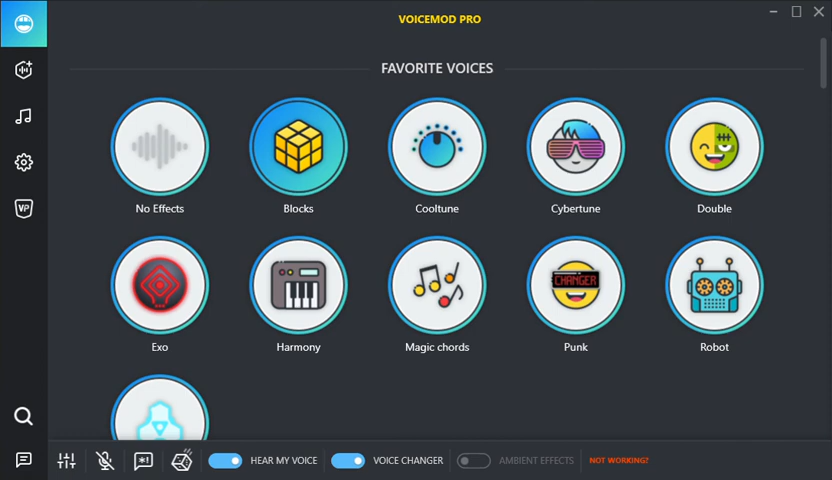 VOICEMOD PRO
FAVORITE VOICES
No Effects
Blocks
Cooltune
Cybertune
Double
CHANGER
Exo
Harmony
Magic chords
Punk
Robot
VP
*!
HEAR MY VOICE
VOICE CHANGER
AMBIENT EFFECTS
NOT WORKING?